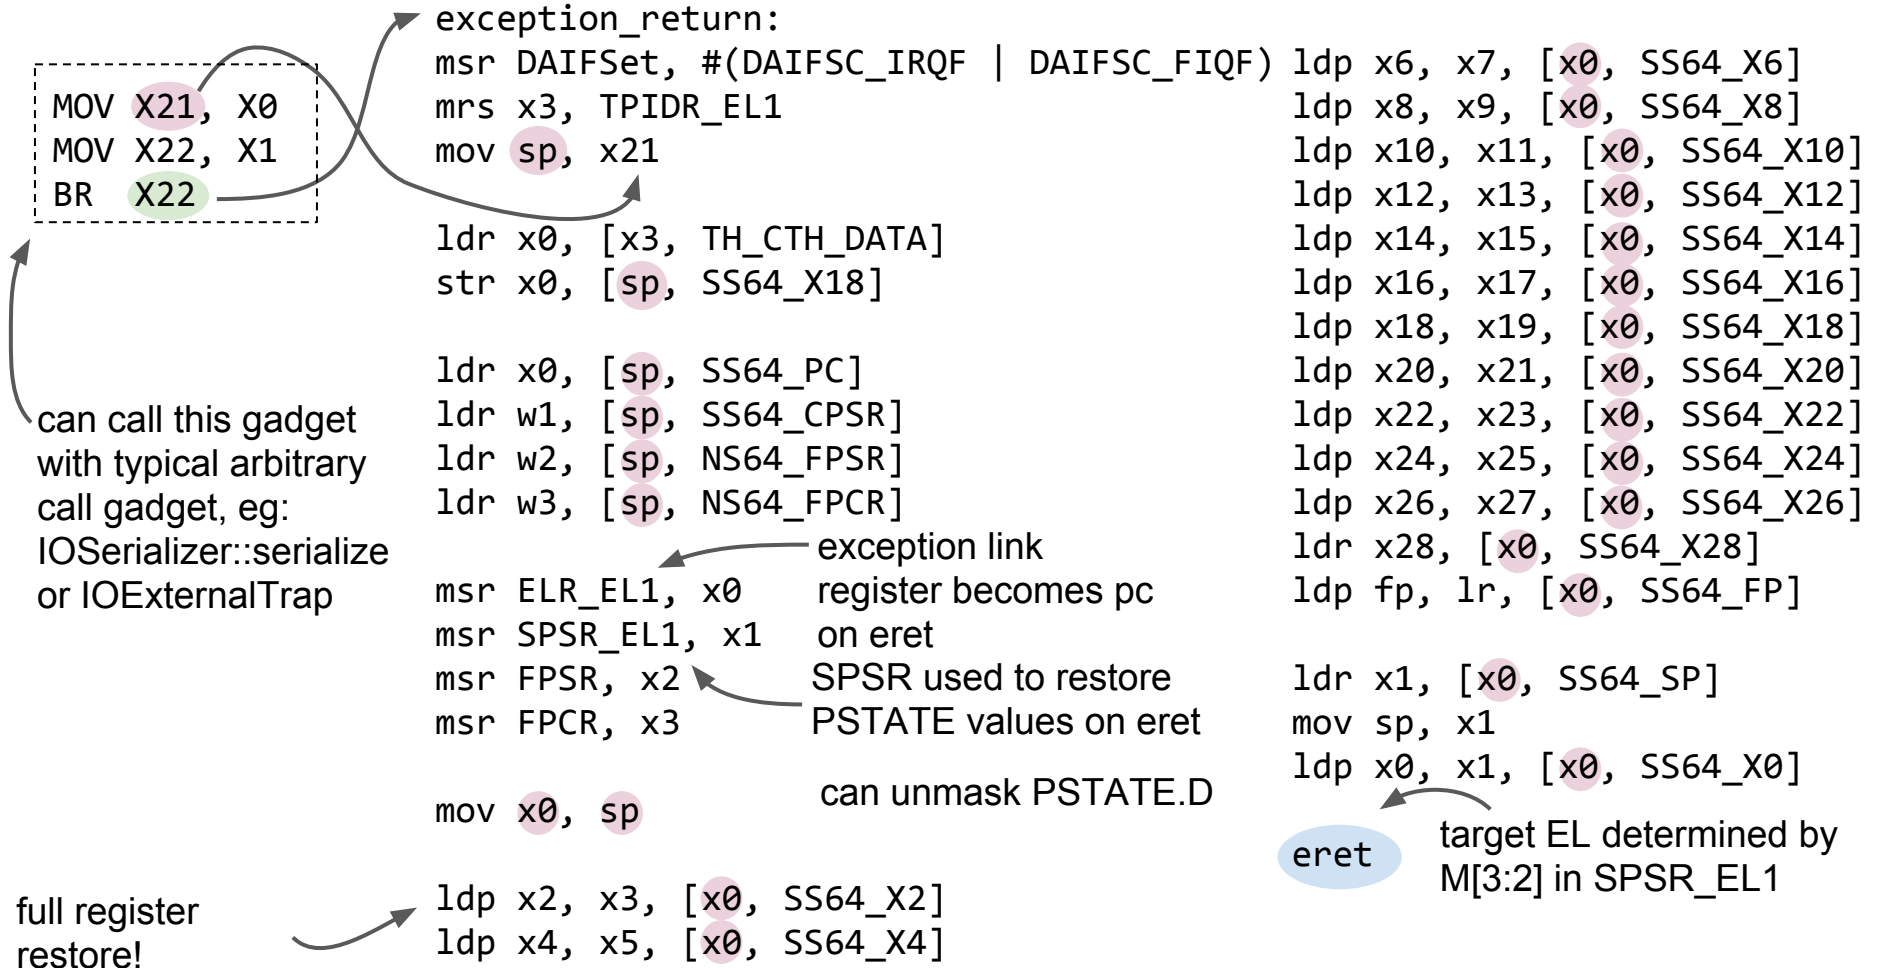 MOV X21, X0
MOV X22, X1
BR X22
can call this gadget
with typical arbitrary
call gadget, eg:
IOSerializer::serialize
or IOExternalTrap
full register
restore!
exception_return:
msr DAIFSet, #(DAIFSC_IRQF | DAIFSC_FIQF)
mrs x3, TPIDR_EL1
mov sp, x21
ldr x0, [x3, TH_CTH_DATA]
str x0, [sp, SS64_X18]
ldr x0, [sp, SS64_PC]
ldr w1, [sp, SS64_CPSR]
ldr w2, [sp, NS64_FPSR]
ldr w3, [sp, NS64_FPCR]
msr ELR_EL1, x0
msr SPSR_EL1, x1
msr FPSR, x2
msr FPCR, x3
exception link
register becomes pc
on eret
SPSR used to restore
PSTATE values on eret
can unmask PSTATE.D
mov x0, sp
ldp x2, x3, [x0, SS64_X2]
ldp x4, x5, [x0, SS64_X4]
ldp x6, x7, [x0, SS64_X6]
ldp x8, x9, [x0, SS64_X8]
ldp x10, x11, [x0, SS64_X10]
ldp x12, x13, [x0, SS64_X12]
ldp x14, x15, [x0, SS64_X14]
ldp x16, x17, [x0, SS64_X16]
ldp x18, x19, [x0, SS64_X18]
ldp x20, x21, [x0, SS64_X20]
ldp x22, x23, [x0, SS64_X22]
ldp x24, x25, [x0, SS64_X24]
ldp x26, x27, [x0, SS64_X26]
ldr x28, [x0, SS64_X28]
ldp fp, lr, [x0, SS64_FP]
ldr x1, [x0, SS64_SP]
mov sp, x1
ldp x0, x1, [x0, SS64_X0]
eret
target EL determined by
M[3:2] in SPSR_EL1